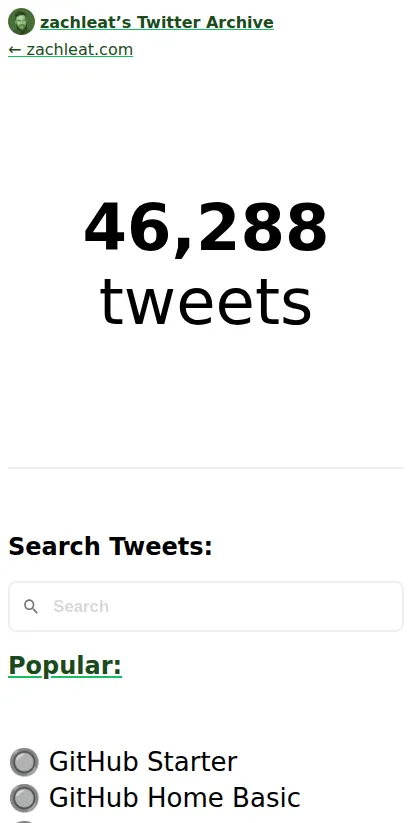 zachleat’s Twitter Archive
← zachleat.com
46,288
tweets
Search Tweets:
Search
Popular:
🔘 GitHub Starter
🔘 GitHub Home Basic